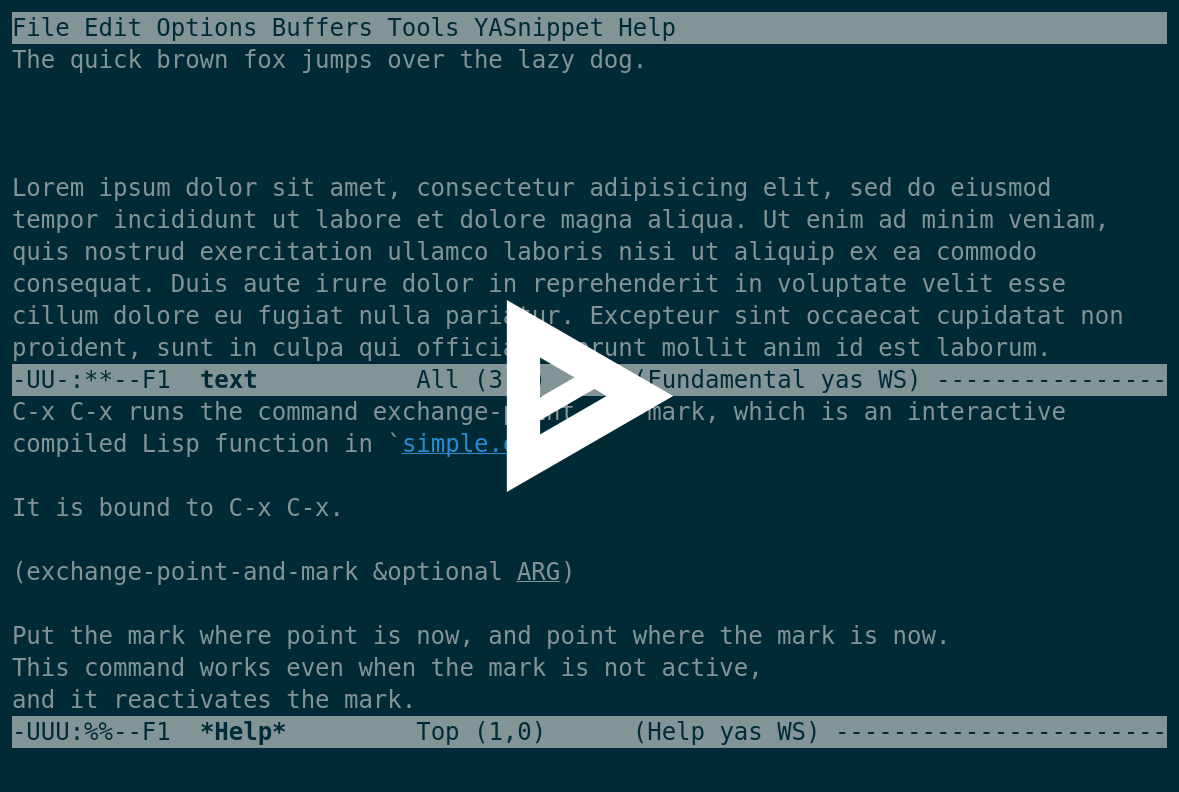 File Edit Options Buffers Tools YASnippet Help
The quick brown fox jumps over the lazy dog.
Lorem ipsum dolor sit amet, consectetur adipisicing elit, sed do eiusmod
tempor incididunt ut labore et dolore magna aliqua. Ut enim ad minim veniam,
quis nostrud exercitation ullamco laboris nisi ut aliquip ex ea commodo
consequat. Duis aute irure dolor in reprehenderit in voluptate velit esse
cillum dolore eu fugiat nulla pariatur. Excepteur sint occaecat cupidatat non
proident, sunt in culpa qui officia mollit anim id est laborum.
-UU-:**--F1  text           All (3 (Fundamental yas WS) ----------------
C-x C-x runs the command exchange-point mark, which is an interactive
compiled Lisp function in `simple.
It is bound to C-x C-x.
(exchange-point-and-mark &optional ARG)
Put the mark where point is now, and point where the mark is now.
This command works even when the mark is not active,
and it reactivates the mark.
-UUU:%%--F1  *Help*         Top (1,0)      (Help yas WS) -----------------------